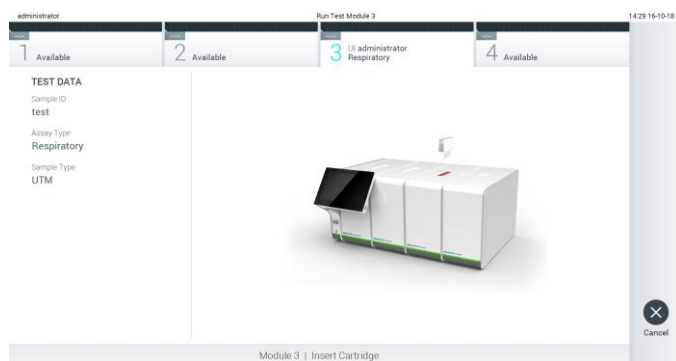 administrator
Run Test Module 3
14:29 16-10-18
1 Available
2 Available
3 UI administrator
Respiratory
4 Available
TEST DATA
Sample ID
test
Assay Type
Respiratory
Sample Type
UTM
Cancel
Module 3 | Insert Cartridge